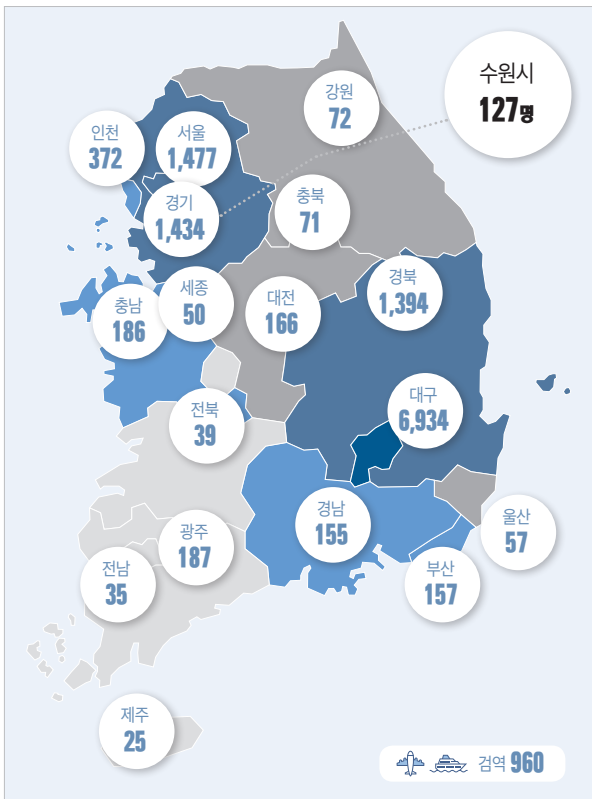 수원시
127명
강원
72
인천
372
서울
1,477
경기
1,434
충북
71
세종
50
대전
166
경북
1,394
충남
186
대구
6,934
전북
39
경남
155
울산
57
광주
187
전남
35
부산
157
제주
25
검역 960